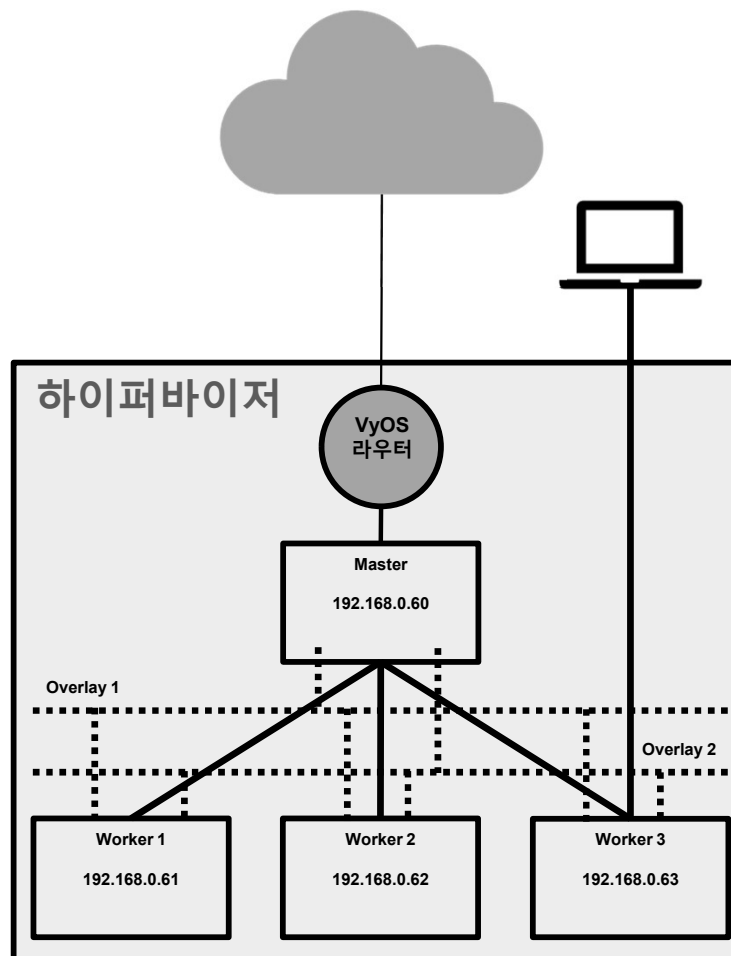 하이퍼바이저
VyOS
라우터
Master
192.168.0.60
Overlay 1
Overlay 2
Worker 1
192.168.0.61
Worker 2
192.168.0.62
Worker 3
192.168.0.63